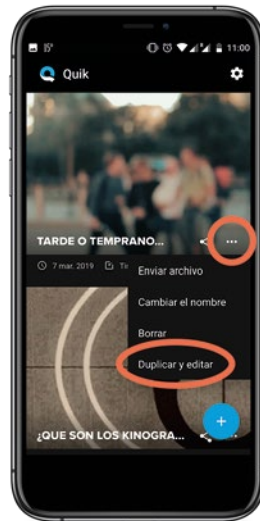 15° 11:00
Quik
TARDE O TEMPRANO... ...
7 mar. 2019
Enviar archivo
Cambiar el nombre
Borrar
Duplicar y editar
+
¿QUE SON LOS KINOGRA...